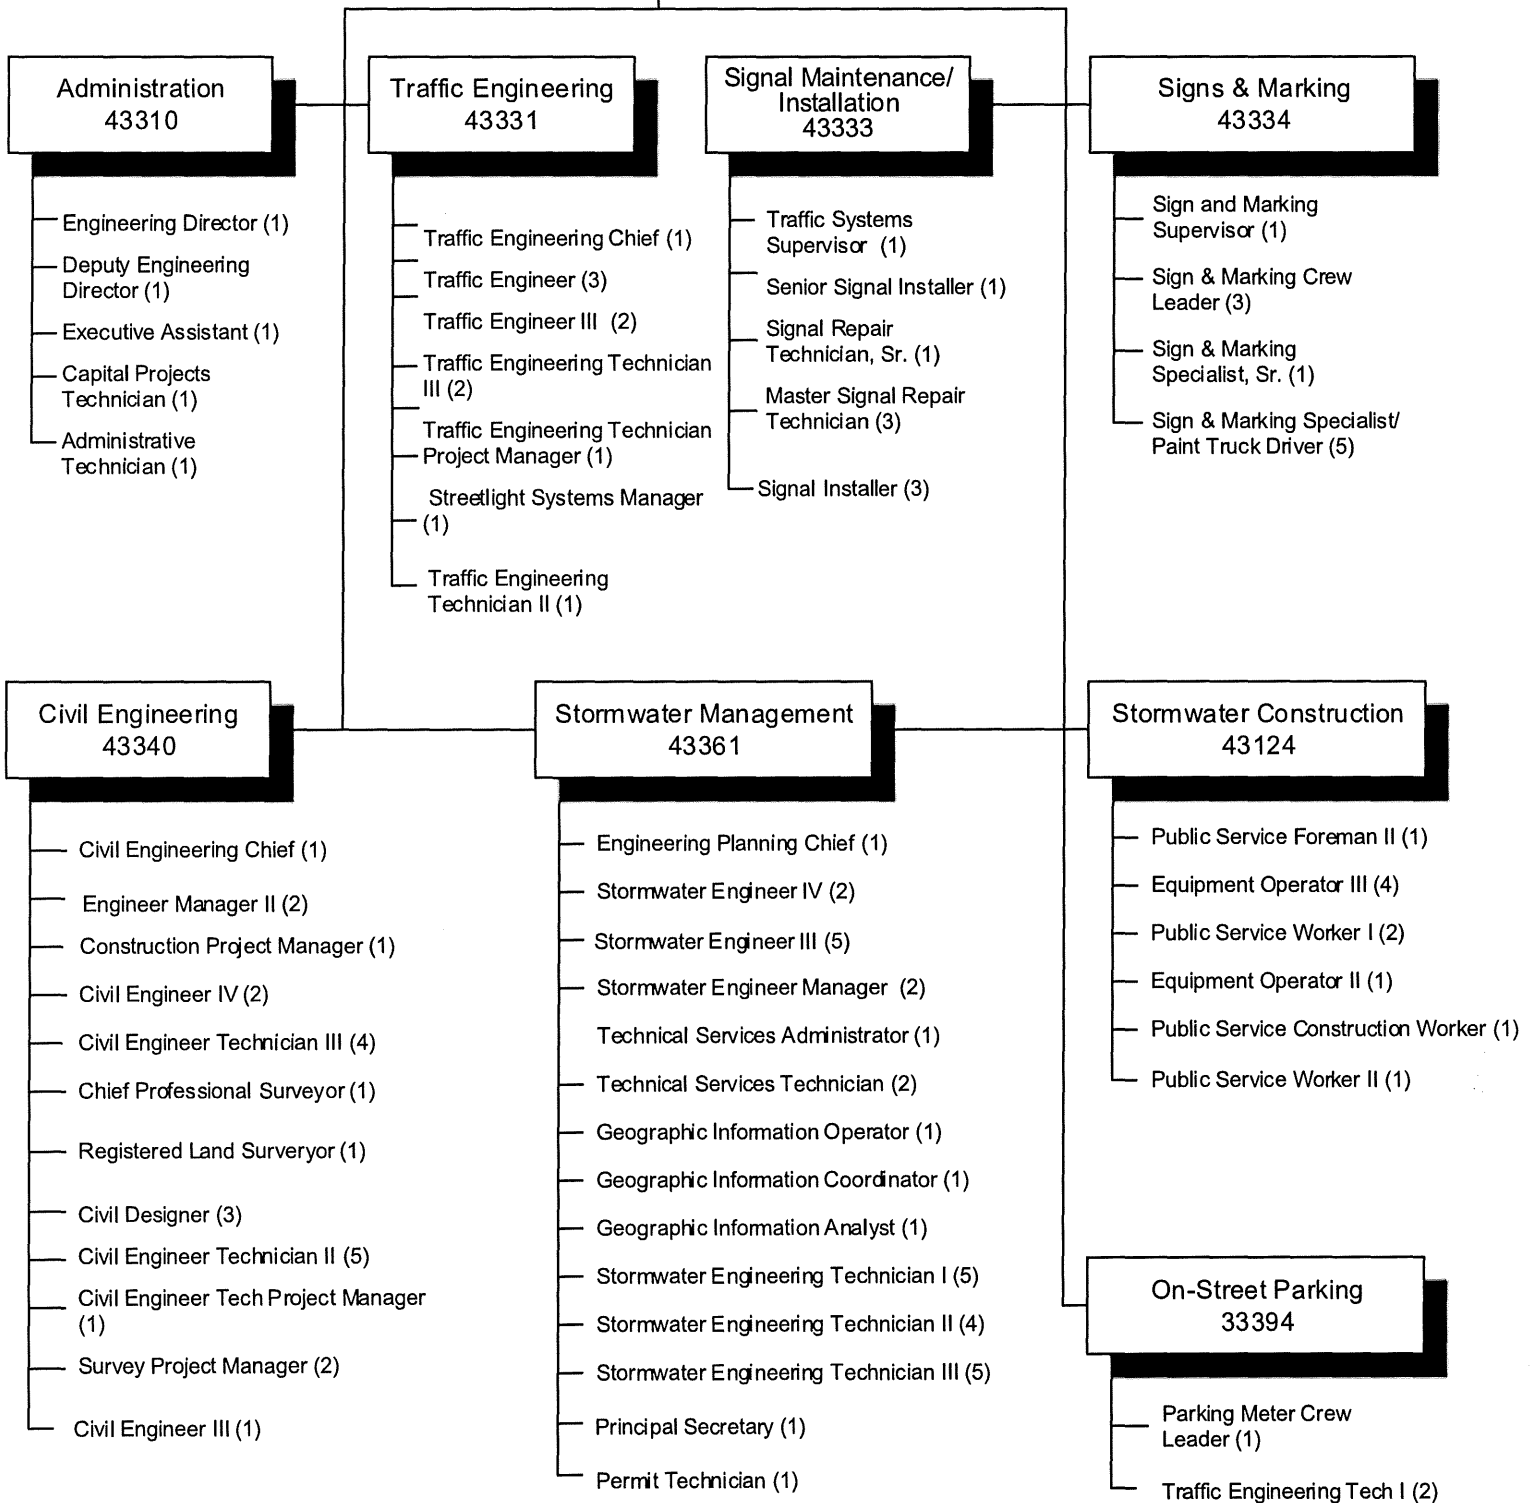 Administration
43310
Engineering Director (1)
Deputy Engineering
Director (1)
Executive Assistant (1)
Capital Projects
Technician (1)
Administrative
Technician (1)
Traffic Engineering
43331
Traffic Engineering Chief (1)
Traffic Engineer (3)
Traffic Engineer III (2)
Traffic Engineering Technician
III (2)
Traffic Engineering Technician
Project Manager (1)
Streetlight Systems Manager
(1)
Traffic Engineering
Technician II (1)
Signal Maintenance/
Installation
43333
Traffic Systems
Supervisor (1)
Senior Signal Installer (1)
Signal Repair
Technician, Sr. (1)
Master Signal Repair
Technician (3)
Signal Installer (3)
Signs & Marking
43334
Sign and Marking
Supervisor (1)
Sign & Marking Crew
Leader (3)
Sign & Marking
Specialist, Sr. (1)
Sign & Marking Specialist/
Paint Truck Driver (5)
Civil Engineering
43340
Civil Engineering Chief (1)
Engineer Manager II (2)
Construction Project Manager (1)
Civil Engineer IV (2)
Civil Engineer Technician III (4)
Chief Professional Surveyor (1)
Registered Land Surveryor (1)
Civil Designer (3)
Civil Engineer Technician II (5)
Civil Engineer Tech Project Manager
(1)
Survey Project Manager (2)
Civil Engineer III (1)
Stormwater Management
43361
Engineering Planning Chief (1)
Stormwater Engineer IV (2)
Stormwater Engineer III (5)
Stormwater Engineer Manager (2)
Technical Services Administrator (1)
Technical Services Technician (2)
Geographic Information Operator (1)
Geographic Information Coordinator (1)
Geographic Information Analyst (1)
Stormwater Engineering Technician I (5)
Stormwater Engineering Technician II (4)
Stormwater Engineering Technician III (5)
Principal Secretary (1)
Permit Technician (1)
Stormwater Construction
43124
Public Service Foreman II (1)
Equipment Operator III (4)
Public Service Worker I (2)
Equipment Operator II (1)
Public Service Construction Worker (1)
Public Service Worker II (1)
On-Street Parking
33394
Parking Meter Crew
Leader (1)
Traffic Engineering Tech I (2)